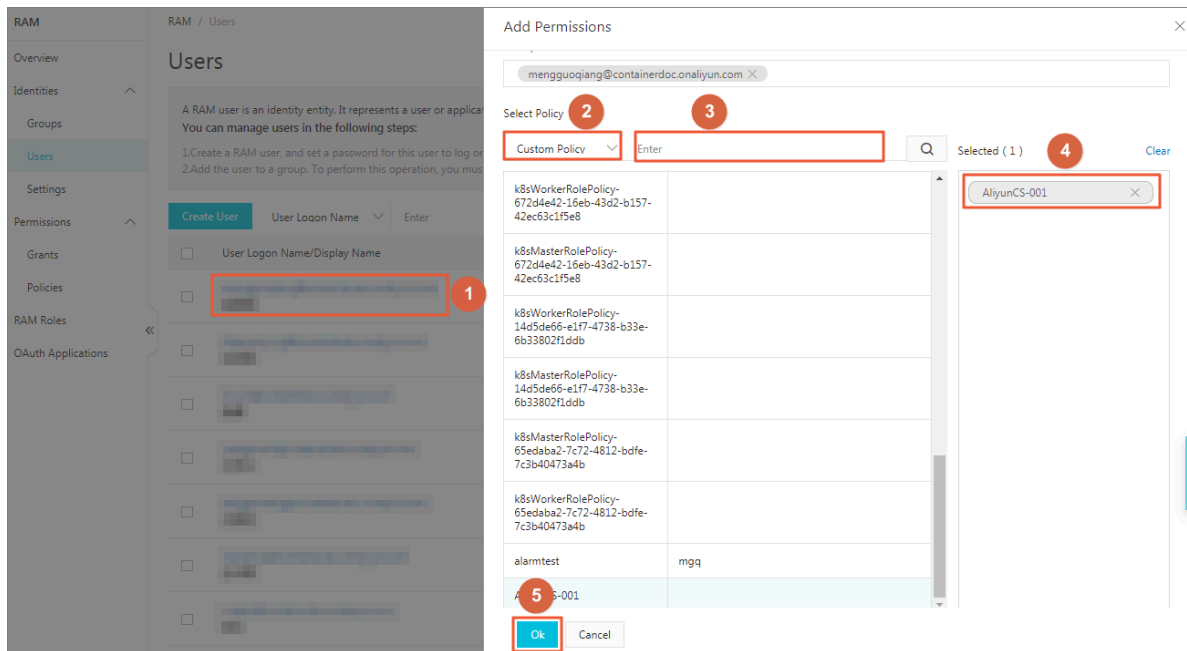 RAM
RAM / Users
Add Permissions
Overview
Users
mengguoqiang@containerdoc.onaliyun.com
Identities
A RAM user is an identity entity. It represents a user or applica
You can manage users in the following steps:
Select Policy
2
3
Groups
Custom Policy
Enter
Selected ( 1 )
4
Clear
Users
1.Create a RAM user, and set a password for this user to log or
2.Add the user to a group. To perform this operation, you mus
Settings
k8sWorkerRolePolicy-
672d4e42-16eb-43d2-b157-
42ec63c1f5e8
AliyunCS-001
Permissions
Create User
User Logon Name
Enter
Grants
User Logon Name/Display Name
k8sMasterRolePolicy-
672d4e42-16eb-43d2-b157-
42ec63c1f5e8
Policies
1
RAM Roles
k8sWorkerRolePolicy-
14d5de66-e1f7-4738-b33e-
6b33802f1ddb
OAuth Applications
k8sMasterRolePolicy-
14d5de66-e1f7-4738-b33e-
6b33802f1ddb
k8sMasterRolePolicy-
65edaba2-7c72-4812-bdfe-
7c3b40473a4b
k8sWorkerRolePolicy-
65edaba2-7c72-4812-bdfe-
7c3b40473a4b
alarmtest
mgq
5
S-001
Ok
Cancel